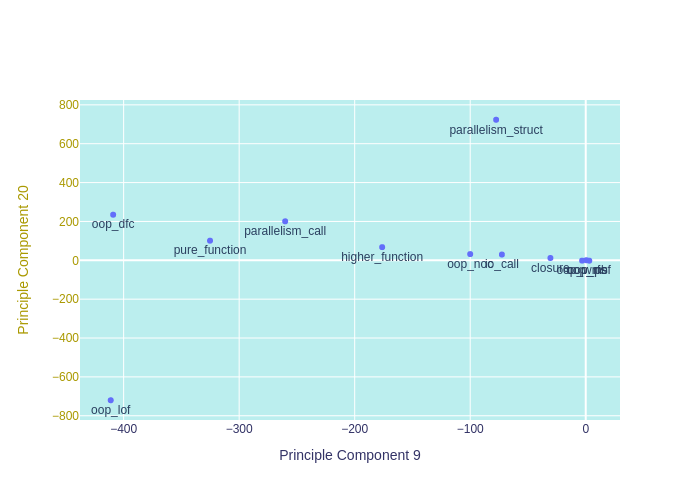 800
600
400
200
0
−200
−400
−600
−800
Principle Component 20
parallelism_struct
oop_dfc
parallelism_call
pure_function
higher_function
oop_noc
io_call
oop_lof
−400
−300
−200
−100
0
Principle Component 9